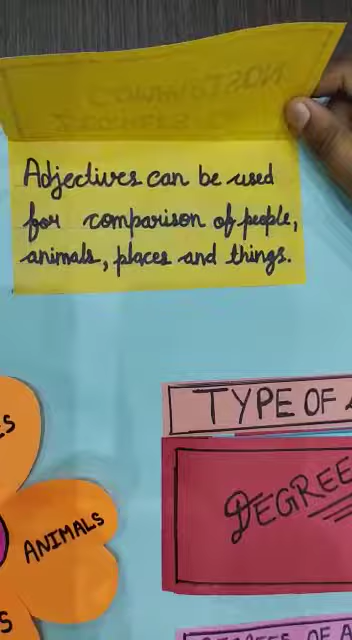 Adjectives can be used
for comparison of people,
animals, places and things.
TYPE OF
DEGREE
ANIMALS